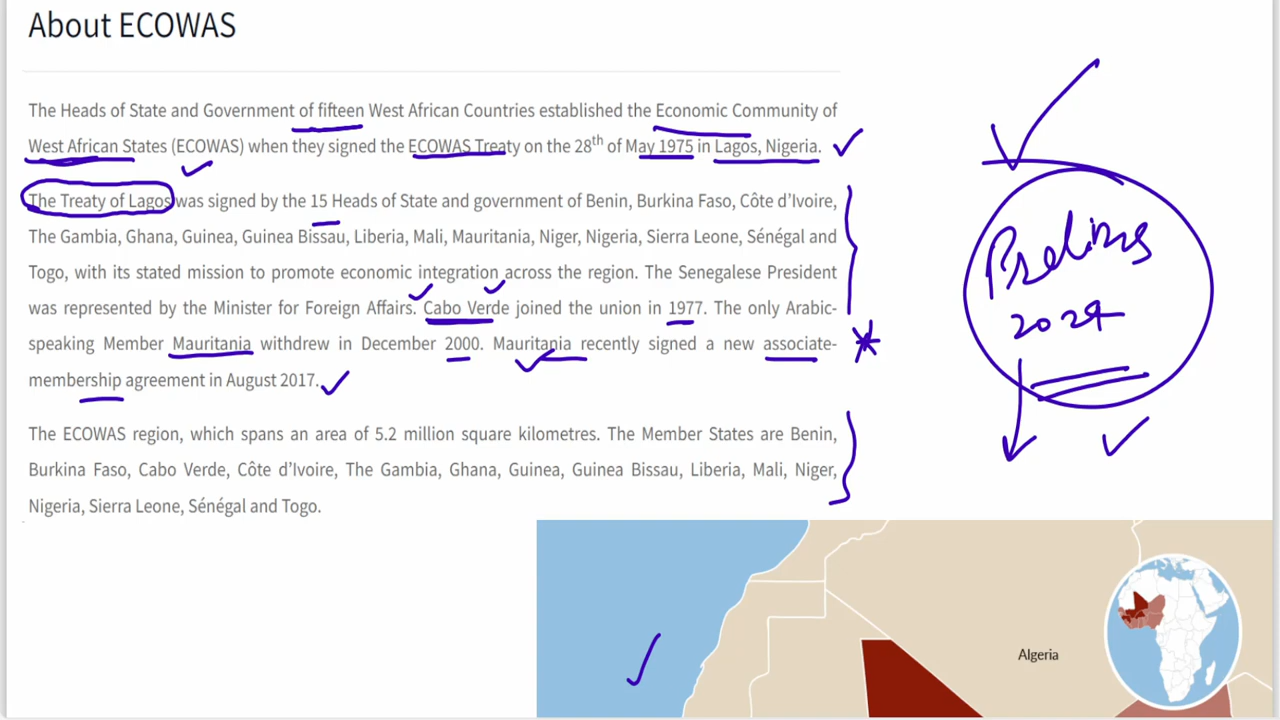 About ECOWAS
The Heads of State and Government of fifteen West African Countries established the Economic Community of
West African States (ECOWAS) when they signed the ECOWAS Treaty on the 28th of May 1975 in Lagos, Nigeria.
The Treaty of Lagos was signed by the 15 Heads of State and government of Benin, Burkina Faso, Côte d’Ivoire,
The Gambia, Ghana, Guinea, Guinea Bissau, Liberia, Mali, Mauritania, Niger, Nigeria, Sierra Leone, Sénégal and
Togo, with its stated mission to promote economic integration across the region. The Senegalese President
was represented by the Minister for Foreign Affairs. Cabo Verde joined the union in 1977. The only Arabic-
speaking Member Mauritania withdrew in December 2000. Mauritania recently signed a new associate-
membership agreement in August 2017.
The ECOWAS region, which spans an area of 5.2 million square kilometres. The Member States are Benin,
Burkina Faso, Cabo Verde, Côte d’Ivoire, The Gambia, Ghana, Guinea, Guinea Bissau, Liberia, Mali, Niger,
Nigeria, Sierra Leone, Sénégal and Togo.
Prelims
2024
Algeria